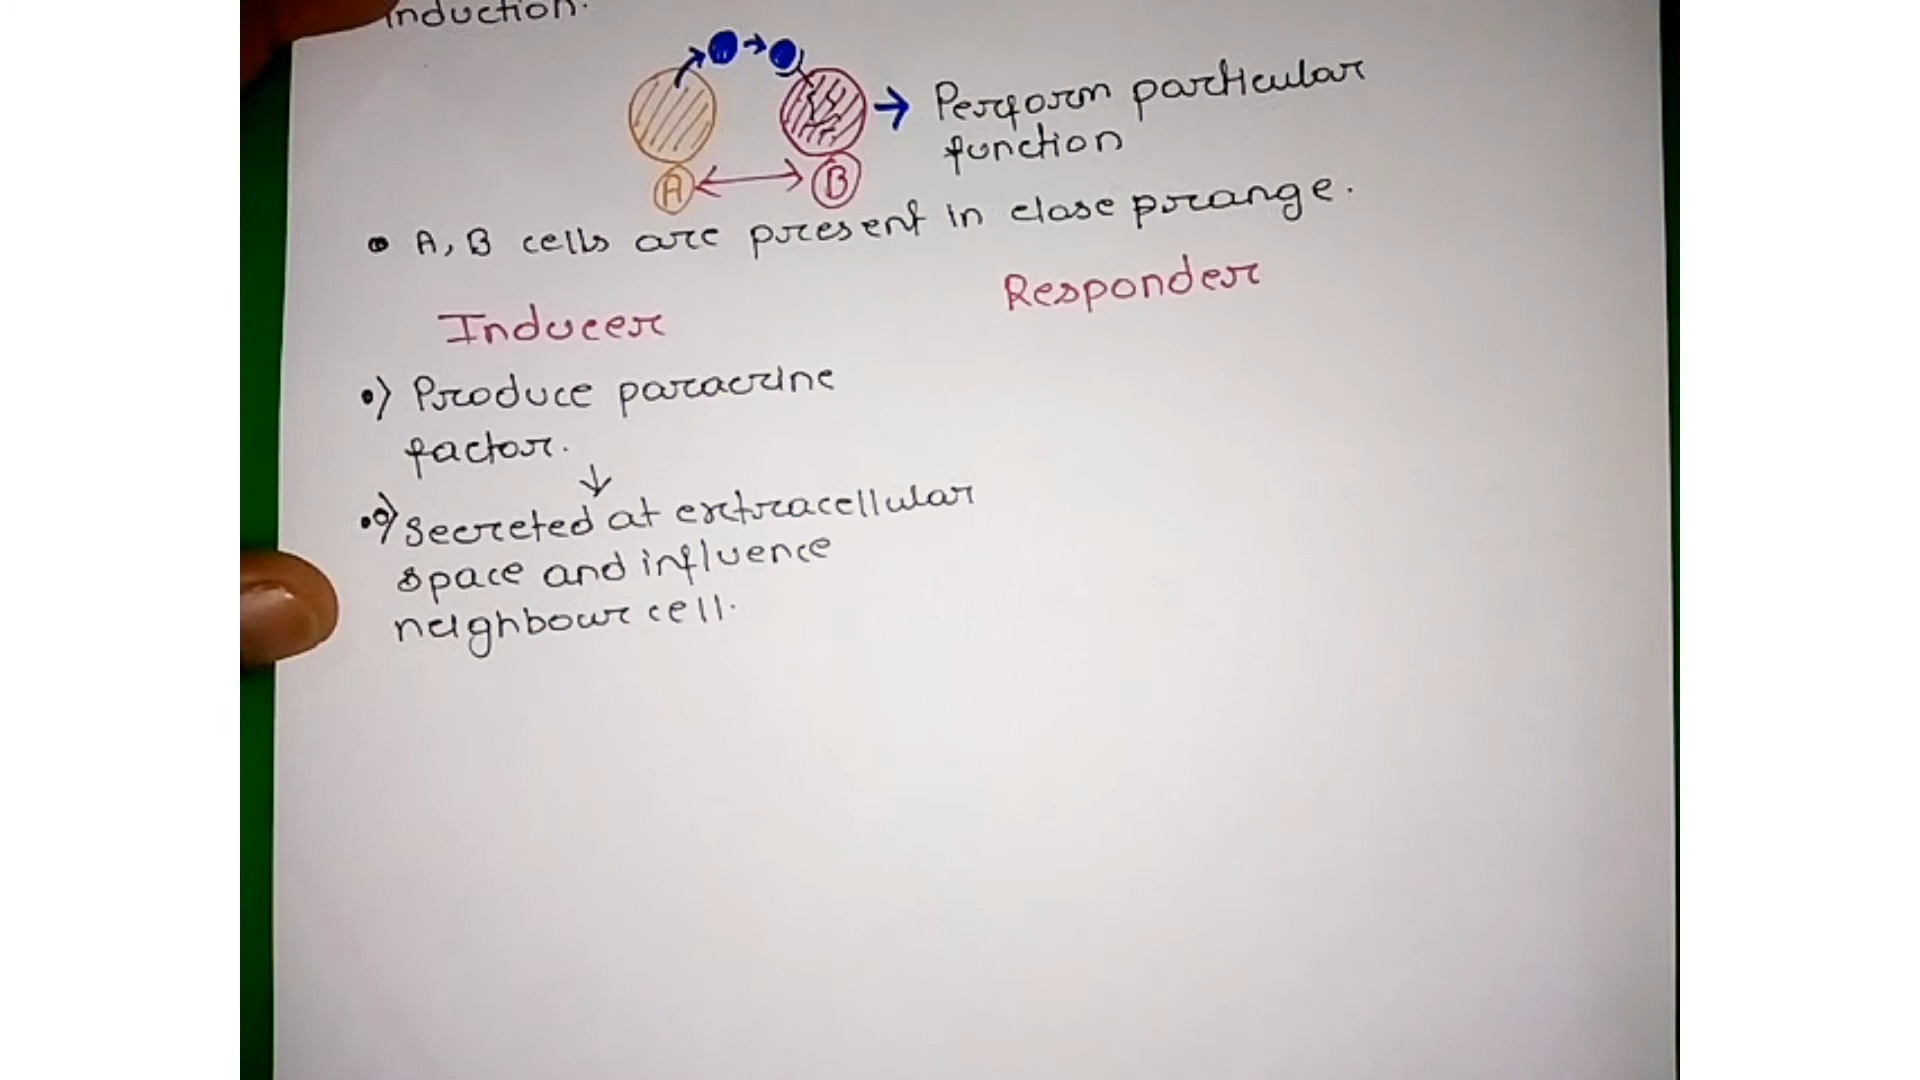 induction.
Perform particular
function
A
B
• A, B cells are present in close prange.
Inducer
Responder
•) Produce paracrine
factor.
↓
•) Secreted at extracellular
space and influence
neighbour cell.